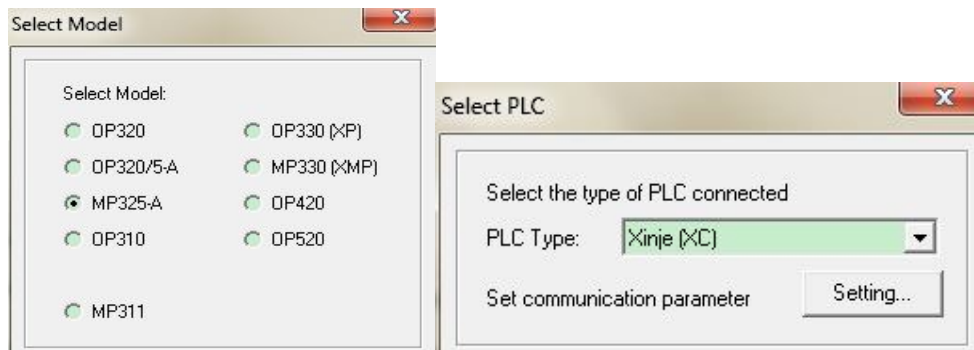 Select Model
Select Model:
OP320
OP330 (XP)
OP320/5-A
MP330 (XMP)
MP325-A
OP420
OP310
OP520
MP311
Select PLC
Select the type of PLC connected
PLC Type:
Xinje (XC)
Set communication parameter
Setting...